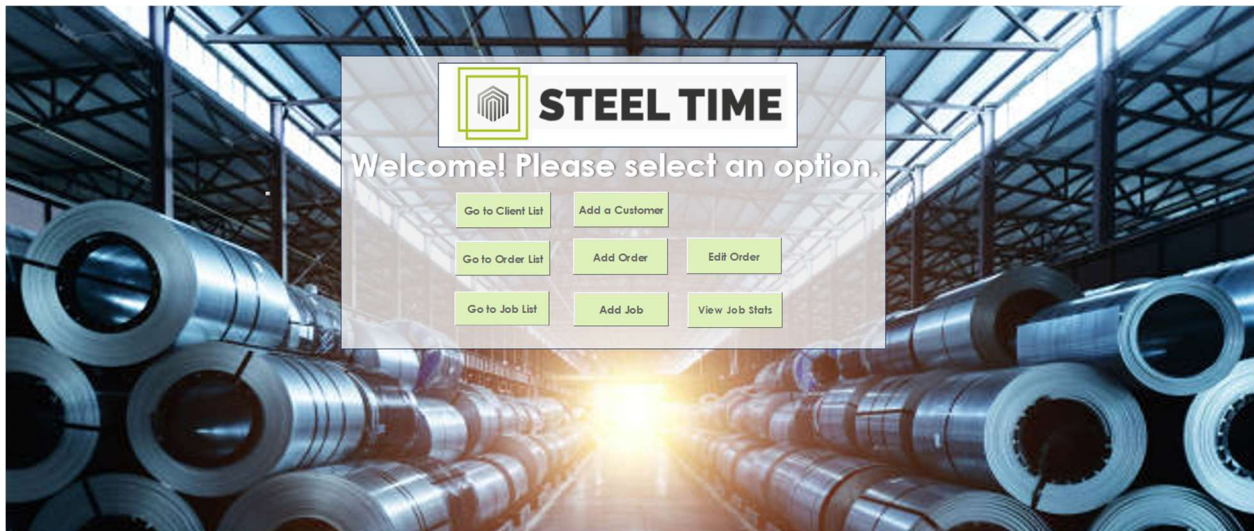 STEEL TIME
Welcome! Please select an option.
Go to Client List
Add a Customer
Go to Order List
Add Order
Edit Order
Go to Job List
Add Job
View Job Stats